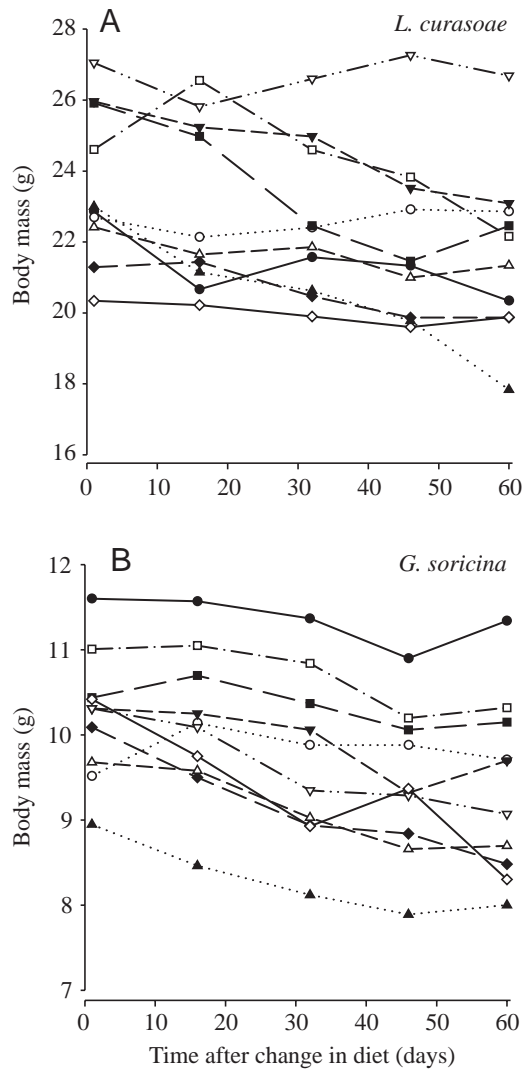 A
L. curasoae
28
26
24
22
20
18
16
Body mass (g)
0 10 20 30 40 50 60
B
G. soricina
12
11
10
9
8
7
Body mass (g)
0 10 20 30 40 50 60
Time after change in diet (days)